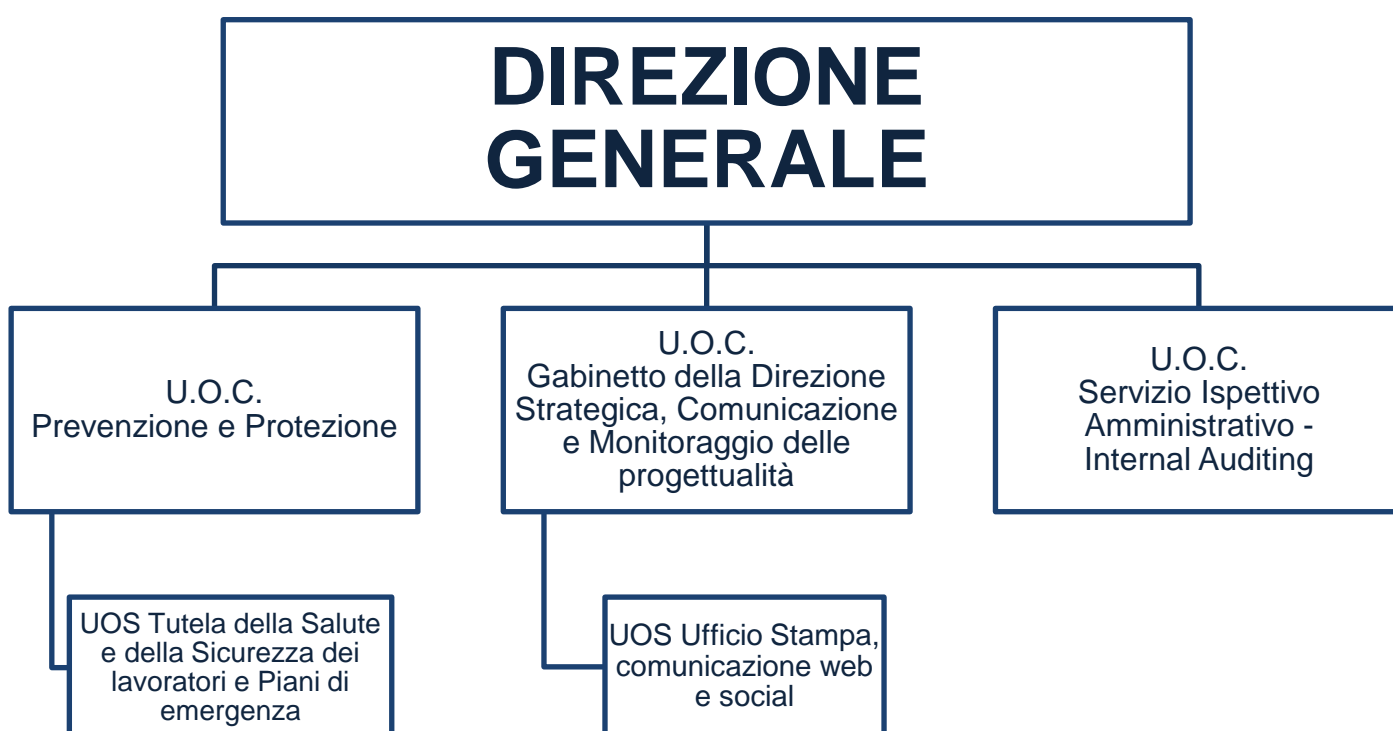 DIREZIONE
GENERALE
U.O.C.
Prevenzione e Protezione
U.O.C.
Gabinetto della Direzione
Strategica, Comunicazione
e Monitoraggio delle
progettualità
U.O.C.
Servizio Ispettivo
Amministrativo -
Internal Auditing
UOS Tutela della Salute
e della Sicurezza dei
lavoratori e Piani di
emergenza
UOS Ufficio Stampa,
comunicazione web
e social